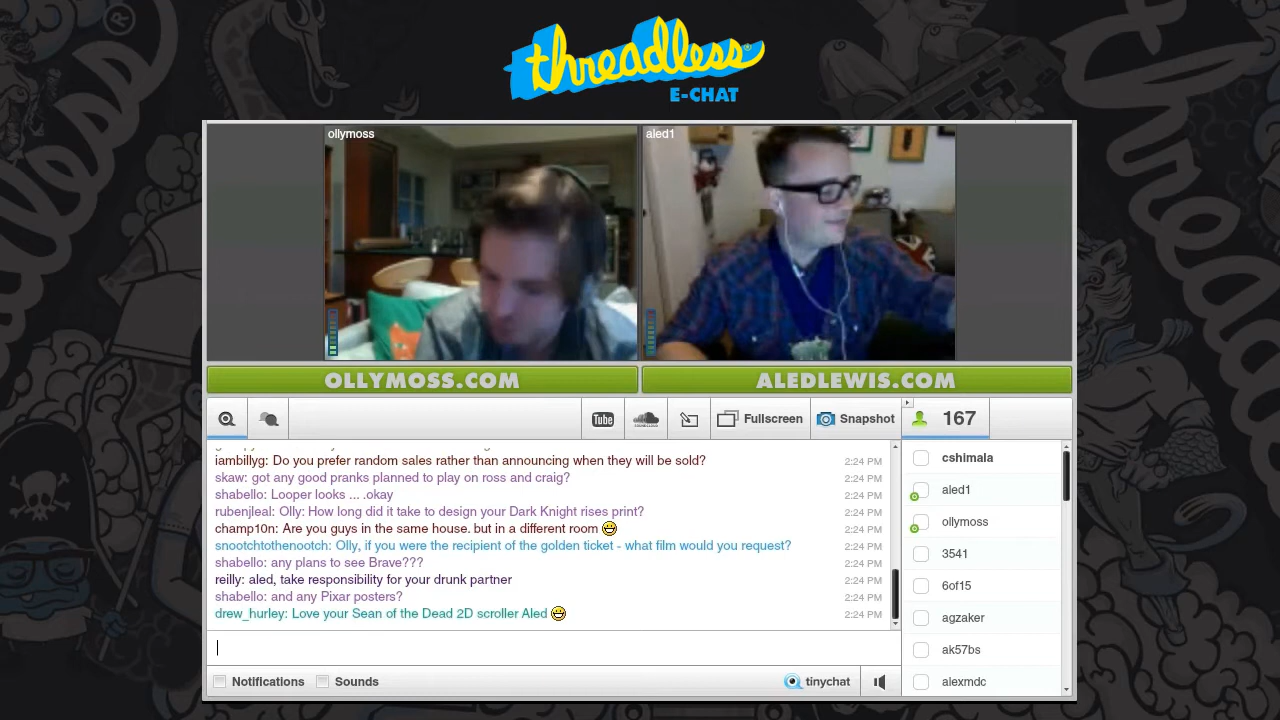 threadless
E-CHAT
ollymoss
aled1
OLLYMOSS.COM
ALEDLEWIS.COM
You Tube
SOUNDCLOUD
Fullscreen
Snapshot
167
iambillyg: Do you prefer random sales rather than announcing when they will be sold? 2:24 PM
skaw: got any good pranks planned to play on ross and craig? 2:24 PM
shabello: Looper looks ... .okay 2:24 PM
rubenjleal: Olly: How long did it take to design your Dark Knight rises print? 2:24 PM
champ10n: Are you guys in the same house. but in a different room 2:24 PM
snootchtothenootch: Olly, if you were the recipient of the golden ticket - what film would you request? 2:24 PM
shabello: any plans to see Brave??? 2:24 PM
reilly: aled, take responsibility for your drunk partner 2:24 PM
shabello: and any Pixar posters? 2:24 PM
drew_hurley: Love your Sean of the Dead 2D scroller Aled 2:24 PM
cshimala
aled1
ollymoss
3541
6of15
agzaker
ak57bs
alexmdc
Notifications
Sounds
tinychat